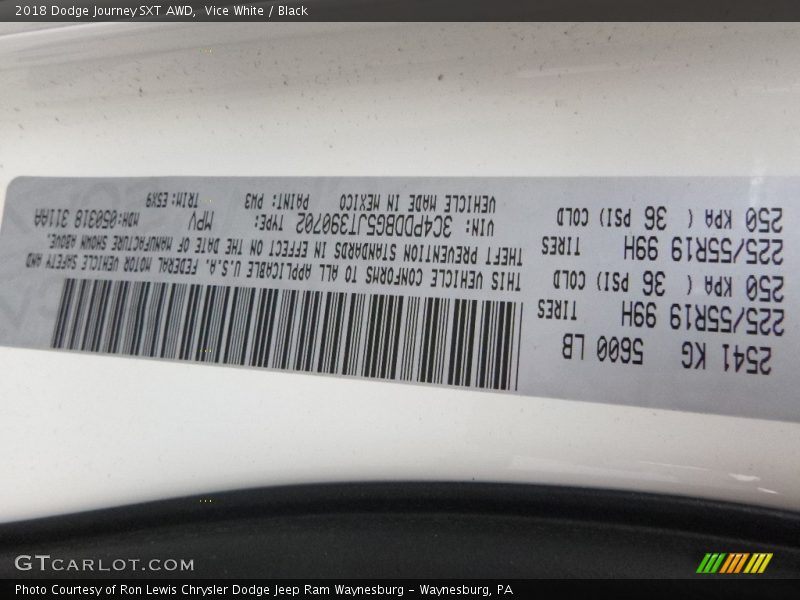 2018 Dodge Journey SXT AWD, Vice White / Black
2541 KG 5600 LB
225/55R19 99H TIRES
250 KPA ( 36 PSI) COLD
225/55R19 99H TIRES
250 KPA ( 36 PSI) COLD
THIS VEHICLE CONFORMS TO ALL APPLICABLE U.S.A. FEDERAL MOTOR VEHICLE SAFETY AND
THEFT PREVENTION STANDARDS IN EFFECT ON THE DATE OF MANUFACTURE SHOWN ABOVE.
VIN: 3C4PDDBG5JT390702 TYPE: MPV MDH:050318 311AA
VEHICLE MADE IN MEXICO PAINT: PW3 TRIM: E5X9
GTCARLOT.COM
Photo Courtesy of Ron Lewis Chrysler Dodge Jeep Ram Waynesburg - Waynesburg, PA